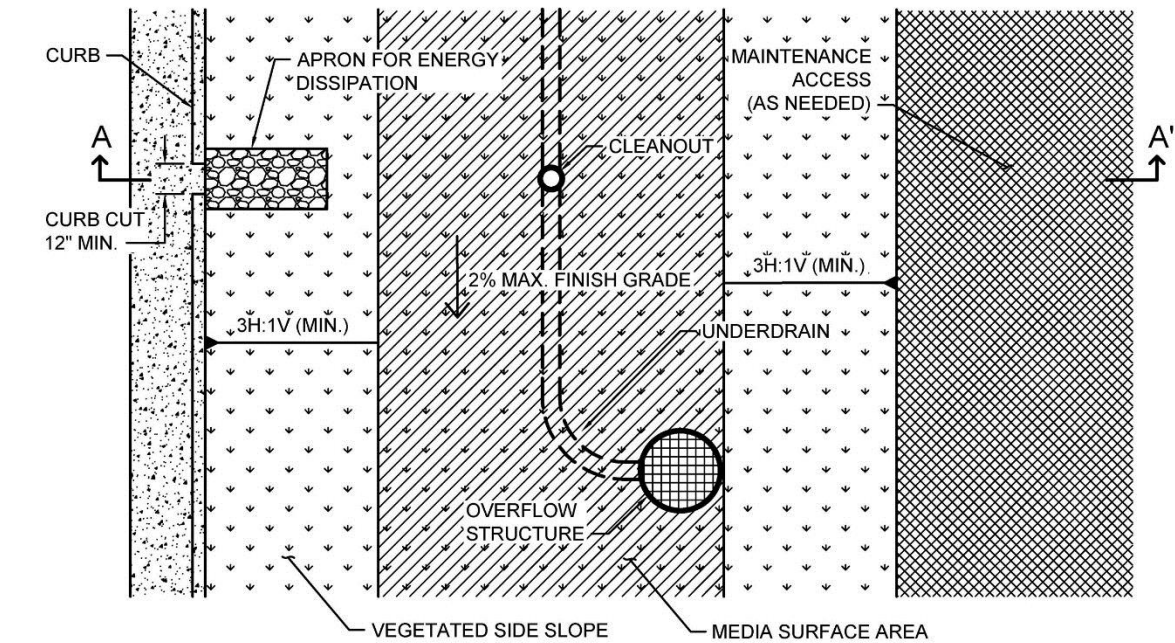 CURB
APRON FOR ENERGY
DISSIPATION
MAINTENANCE
ACCESS
(AS NEEDED)
A
A'
CLEANOUT
CURB CUT
12" MIN.
3H:1V (MIN.)
2% MAX. FINISH GRADE
3H:1V (MIN.)
UNDERDRAIN
OVERFLOW
STRUCTURE
VEGETATED SIDE SLOPE
MEDIA SURFACE AREA